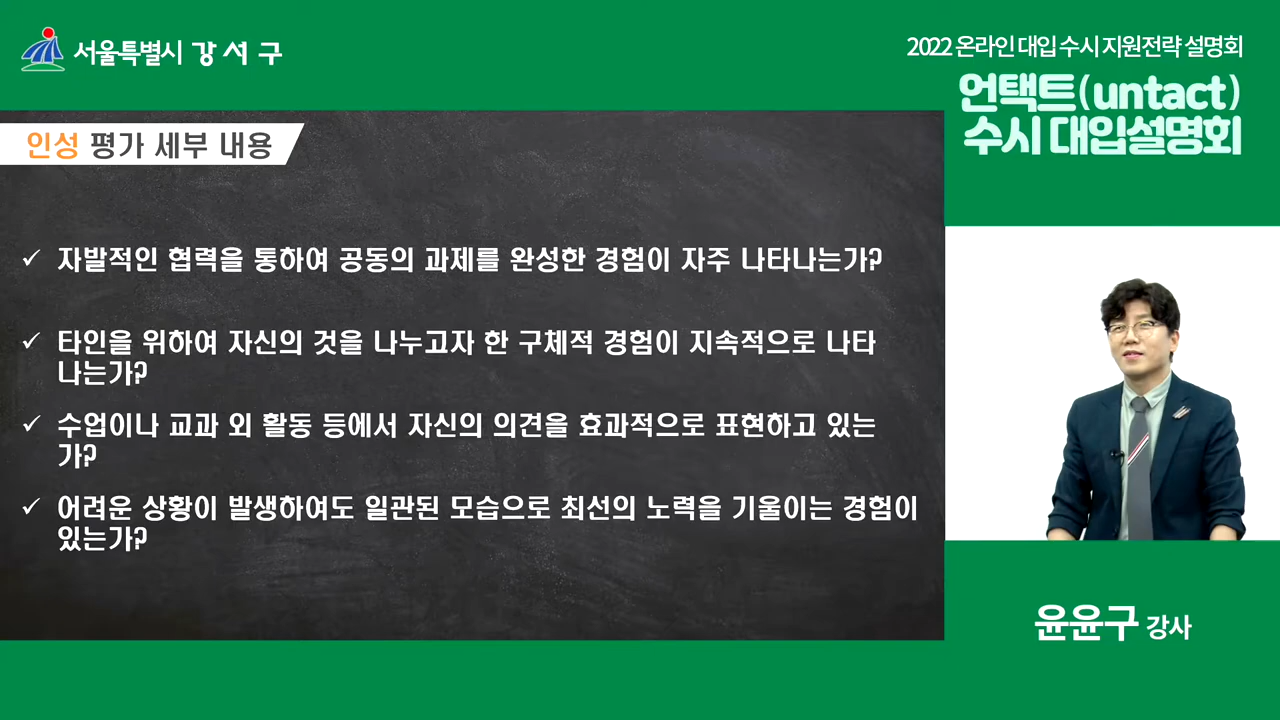 서울특별시 강서구
2022 온라인 대입 수시 지원전략 설명회
언택트(untact)
수시 대입설명회
인성 평가 세부 내용
✓ 자발적인 협력을 통하여 공동의 과제를 완성한 경험이 자주 나타나는가?
✓ 타인을 위하여 자신의 것을 나누고자 한 구체적 경험이 지속적으로 나타
나는가?
✓ 수업이나 교과 외 활동 등에서 자신의 의견을 효과적으로 표현하고 있는
가?
✓ 어려운 상황이 발생하여도 일관된 모습으로 최선의 노력을 기울이는 경험이
있는가?
윤윤구 강사